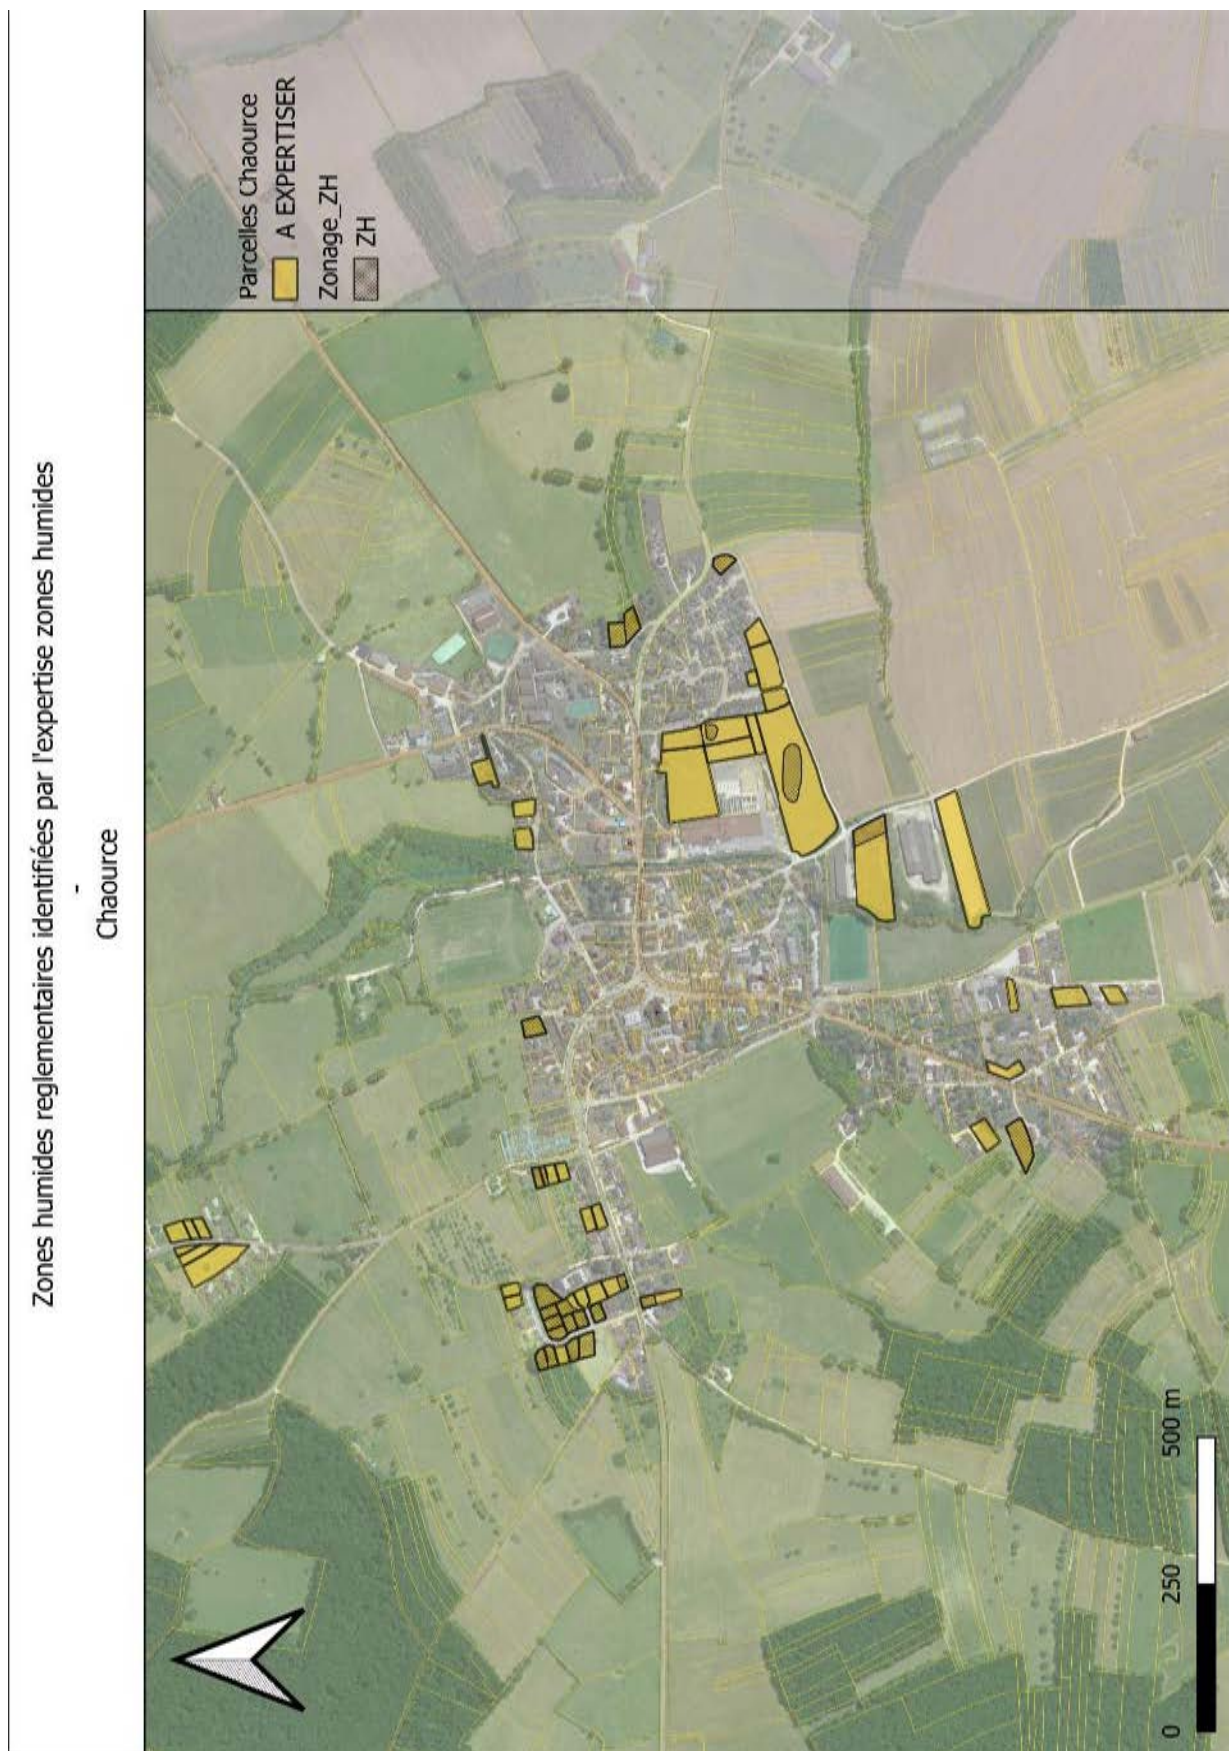 Zones humides reglementaires identifiées par l'expertise zones humides
-
Chaource
Parcelles Chaource
A EXPERTISER
Zonage_ZH
ZH
0 250 500 m